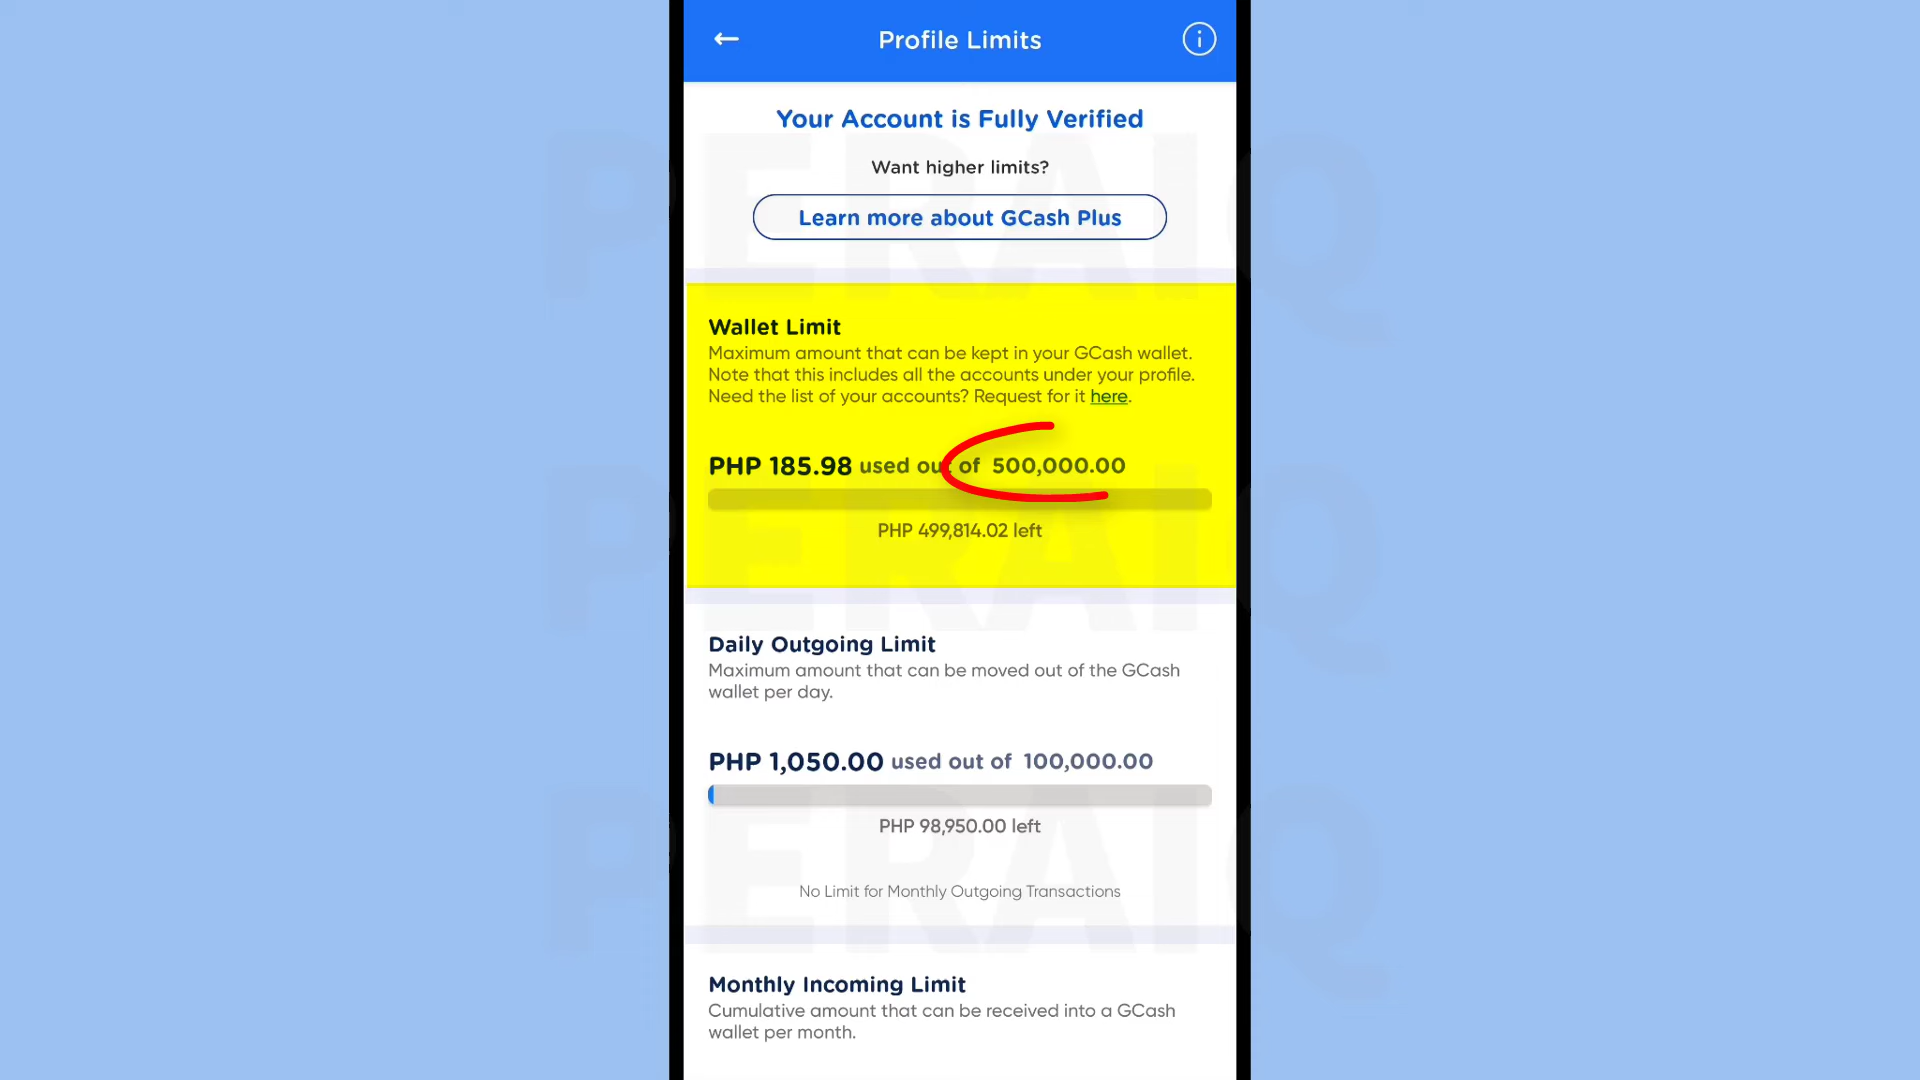 Profile Limits
Your Account is Fully Verified
Want higher limits?
Learn more about GCash Plus
Wallet Limit
Maximum amount that can be kept in your GCash wallet.
Note that this includes all the accounts under your profile.
Need the list of your accounts? Request for it here.
PHP 185.98 used out of 500,000.00
PHP 499,814.02 left
Daily Outgoing Limit
Maximum amount that can be moved out of the GCash
wallet per day.
PHP 1,050.00 used out of 100,000.00
PHP 98,950.00 left
No Limit for Monthly Outgoing Transactions
Monthly Incoming Limit
Cumulative amount that can be received into a GCash
wallet per month.
PERAIQ
PERAIQ
PERAIQ